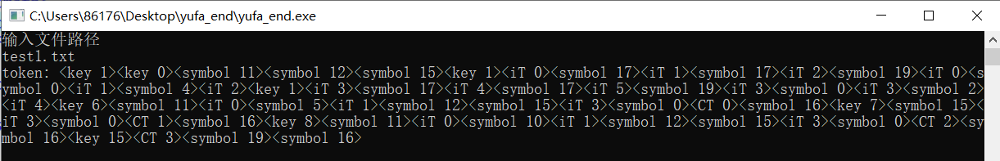 C:\Users\86176\Desktop\yufa_end\yufa_end.exe
输入文件路径
test1.txt
token: <key 1><key 0><symbol 11><symbol 12><symbol 15><key 1><iT 0><symbol 17><iT 1><symbol 17><iT 2><symbol 19><iT 0><s
ymbol 0><iT 1><symbol 4><iT 2><key 1><iT 3><symbol 17><iT 4><symbol 17><iT 5><symbol 19><iT 3><symbol 0><iT 3><symbol 2>
<iT 4><key 6><symbol 11><iT 0><symbol 5><iT 1><symbol 12><symbol 15><iT 3><symbol 0><CT 0><symbol 16><key 7><symbol 15><
iT 3><symbol 0><CT 1><symbol 16><key 8><symbol 11><iT 0><symbol 10><iT 1><symbol 12><symbol 15><iT 3><symbol 0><CT 2><sy
mbol 16><key 15><CT 3><symbol 19><symbol 16>